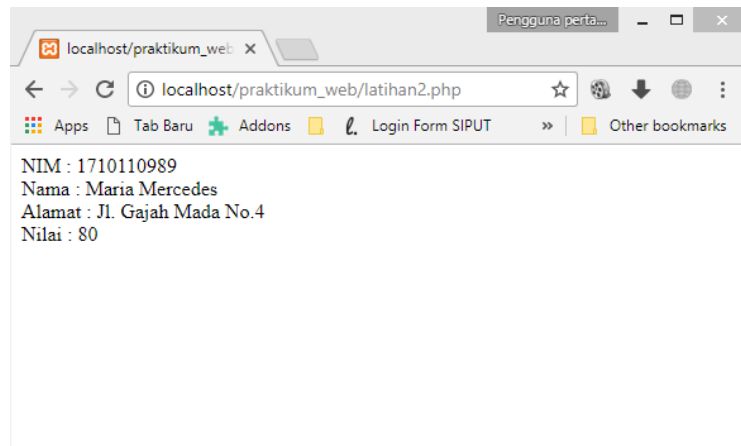 Pengguna perta...
localhost/praktikum_web
localhost/praktikum_web/latihan2.php
Apps Tab Baru Addons Login Form SIPUT » Other bookmarks
NIM : 1710110989
Nama : Maria Mercedes
Alamat : Jl. Gajah Mada No.4
Nilai : 80